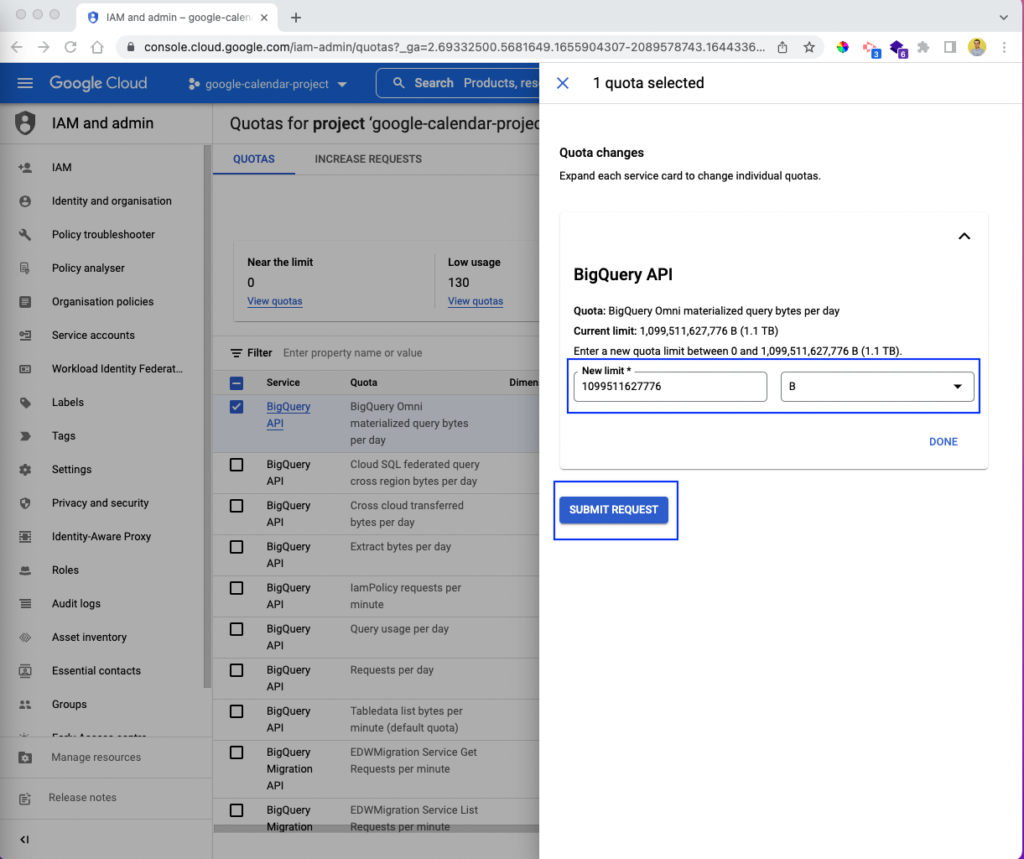 IAM and admin – google-calen
console.cloud.google.com/iam-admin/quotas?_ga=2.69332500.5681649.1655904307-2089578743.1644336...
3
6
Google Cloud
google-calendar-project
Search Products, res
IAM and admin
IAM
Identity and organisation
Policy troubleshooter
Policy analyser
Organisation policies
Service accounts
Workload Identity Federat...
Labels
Tags
Settings
Privacy and security
Identity-Aware Proxy
Roles
Audit logs
Asset inventory
Essential contacts
Groups
Early Access centre
Manage resources
Release notes
Quotas for project 'google-calendar-projec
QUOTAS
INCREASE REQUESTS
Near the limit
0
View quotas
Low usage
130
View quotas
Filter Enter property name or value
Service Quota Dimen
BigQuery API
BigQuery Omni
materialized query bytes
per day
BigQuery API
Cloud SQL federated query
cross region bytes per day
BigQuery API
Cross cloud transferred
bytes per day
BigQuery API
Extract bytes per day
BigQuery API
IamPolicy requests per
minute
BigQuery API
Query usage per day
BigQuery API
Requests per day
BigQuery API
Tabledata list bytes per
minute (default quota)
BigQuery Migration API
EDWMigration Service Get
Requests per minute
BigQuery Migration
EDWMigration Service List
Requests per minute
1 quota selected
Quota changes
Expand each service card to change individual quotas.
BigQuery API
Quota: BigQuery Omni materialized query bytes per day
Current limit: 1,099,511,627,776 B (1.1 TB)
Enter a new quota limit between 0 and 1,099,511,627,776 B (1.1 TB).
New limit *
1099511627776
B
DONE
SUBMIT REQUEST